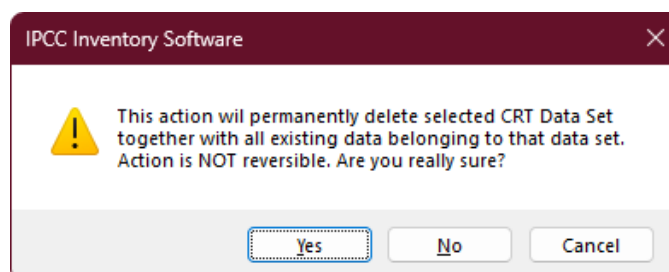 IPCC Inventory Software
This action wil permanently delete selected CRT Data Set
together with all existing data belonging to that data set.
Action is NOT reversible. Are you really sure?
Yes
No
Cancel